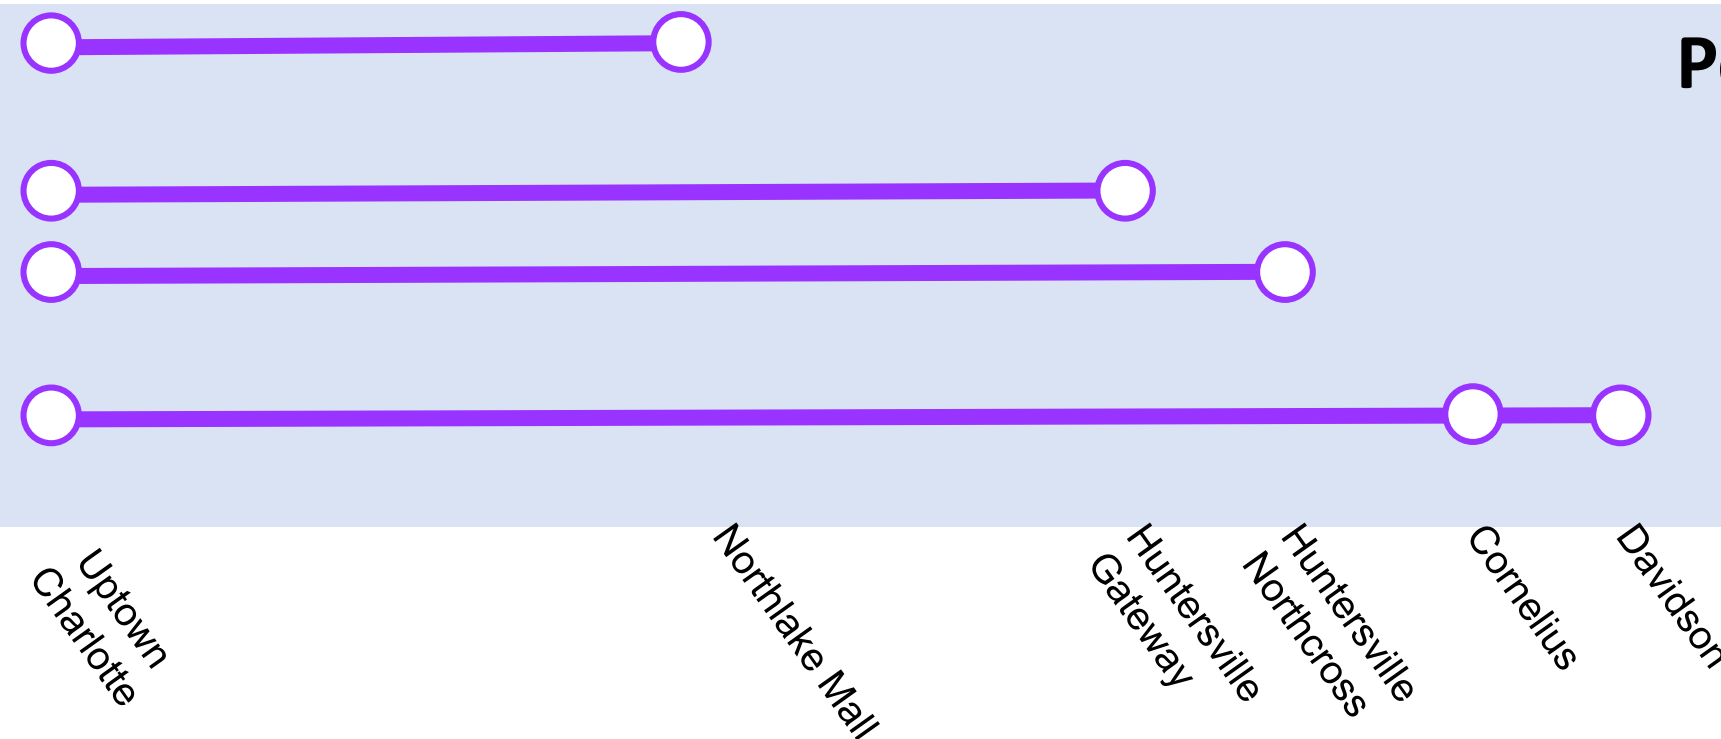 Uptown
Charlotte
Northlake Mall
Huntersville
Gateway
Huntersville
Northcross
Cornelius
Davidson